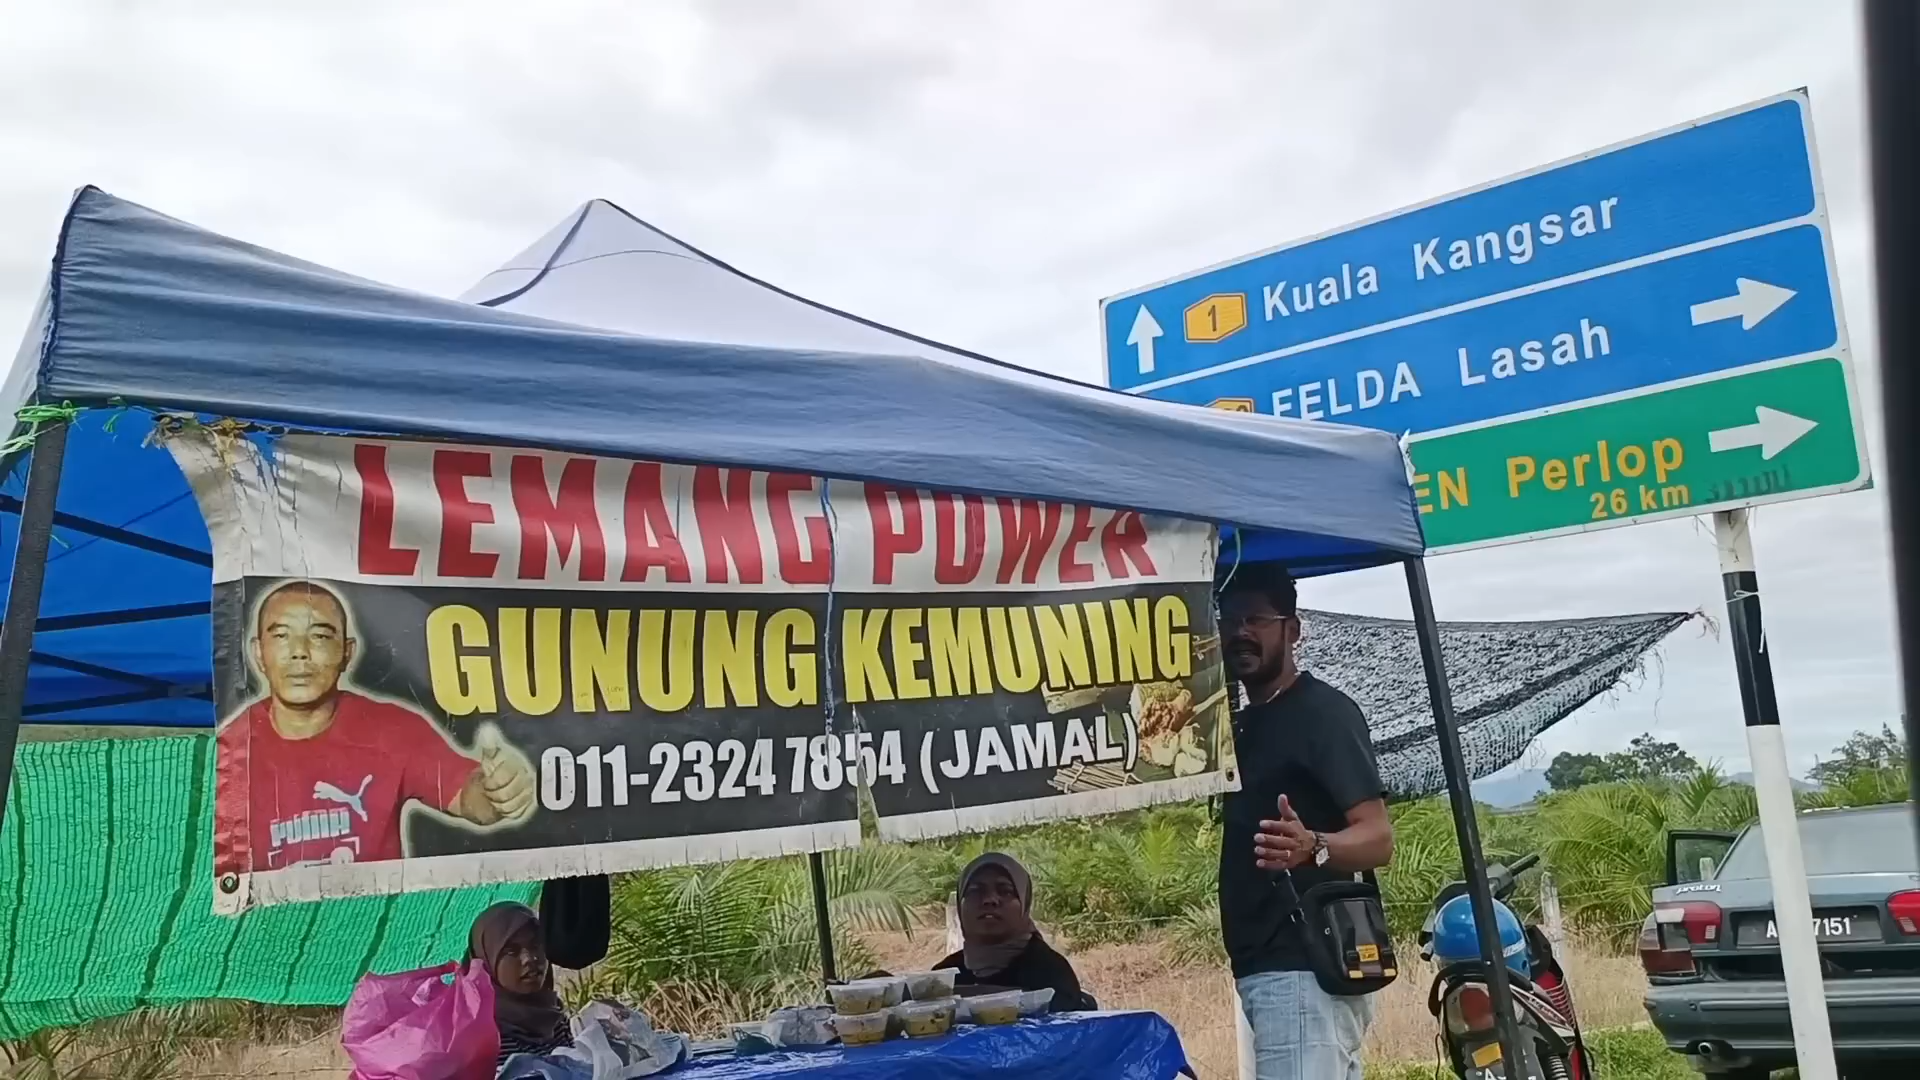 1 Kuala Kangsar
FELDA Lasah
EN Perlop
26 km
LEMANG POWER
GUNUNG KEMUNING
011-2324 7854 (JAMAL)
PUMA
proton
7151